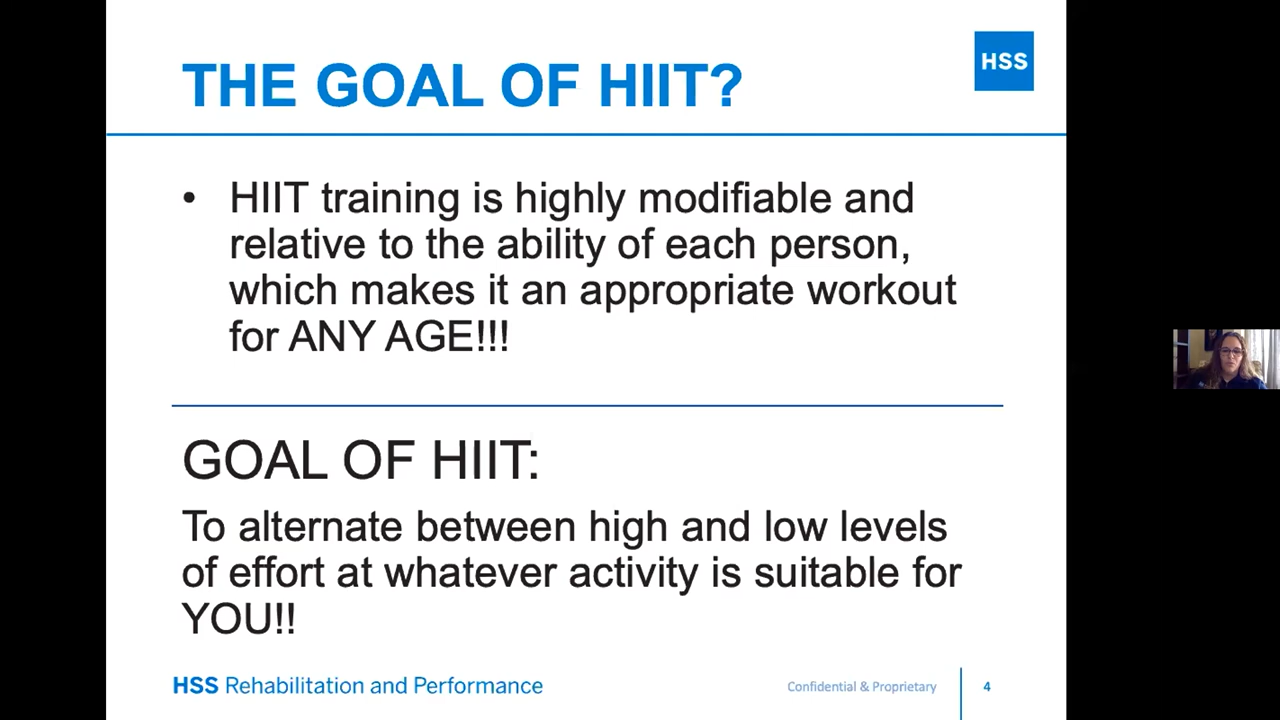 THE GOAL OF HIIT?
HSS
• HIIT training is highly modifiable and
relative to the ability of each person,
which makes it an appropriate workout
for ANY AGE!!!
GOAL OF HIIT:
To alternate between high and low levels
of effort at whatever activity is suitable for
YOU!!
HSS Rehabilitation and Performance
Confidential & Proprietary
4